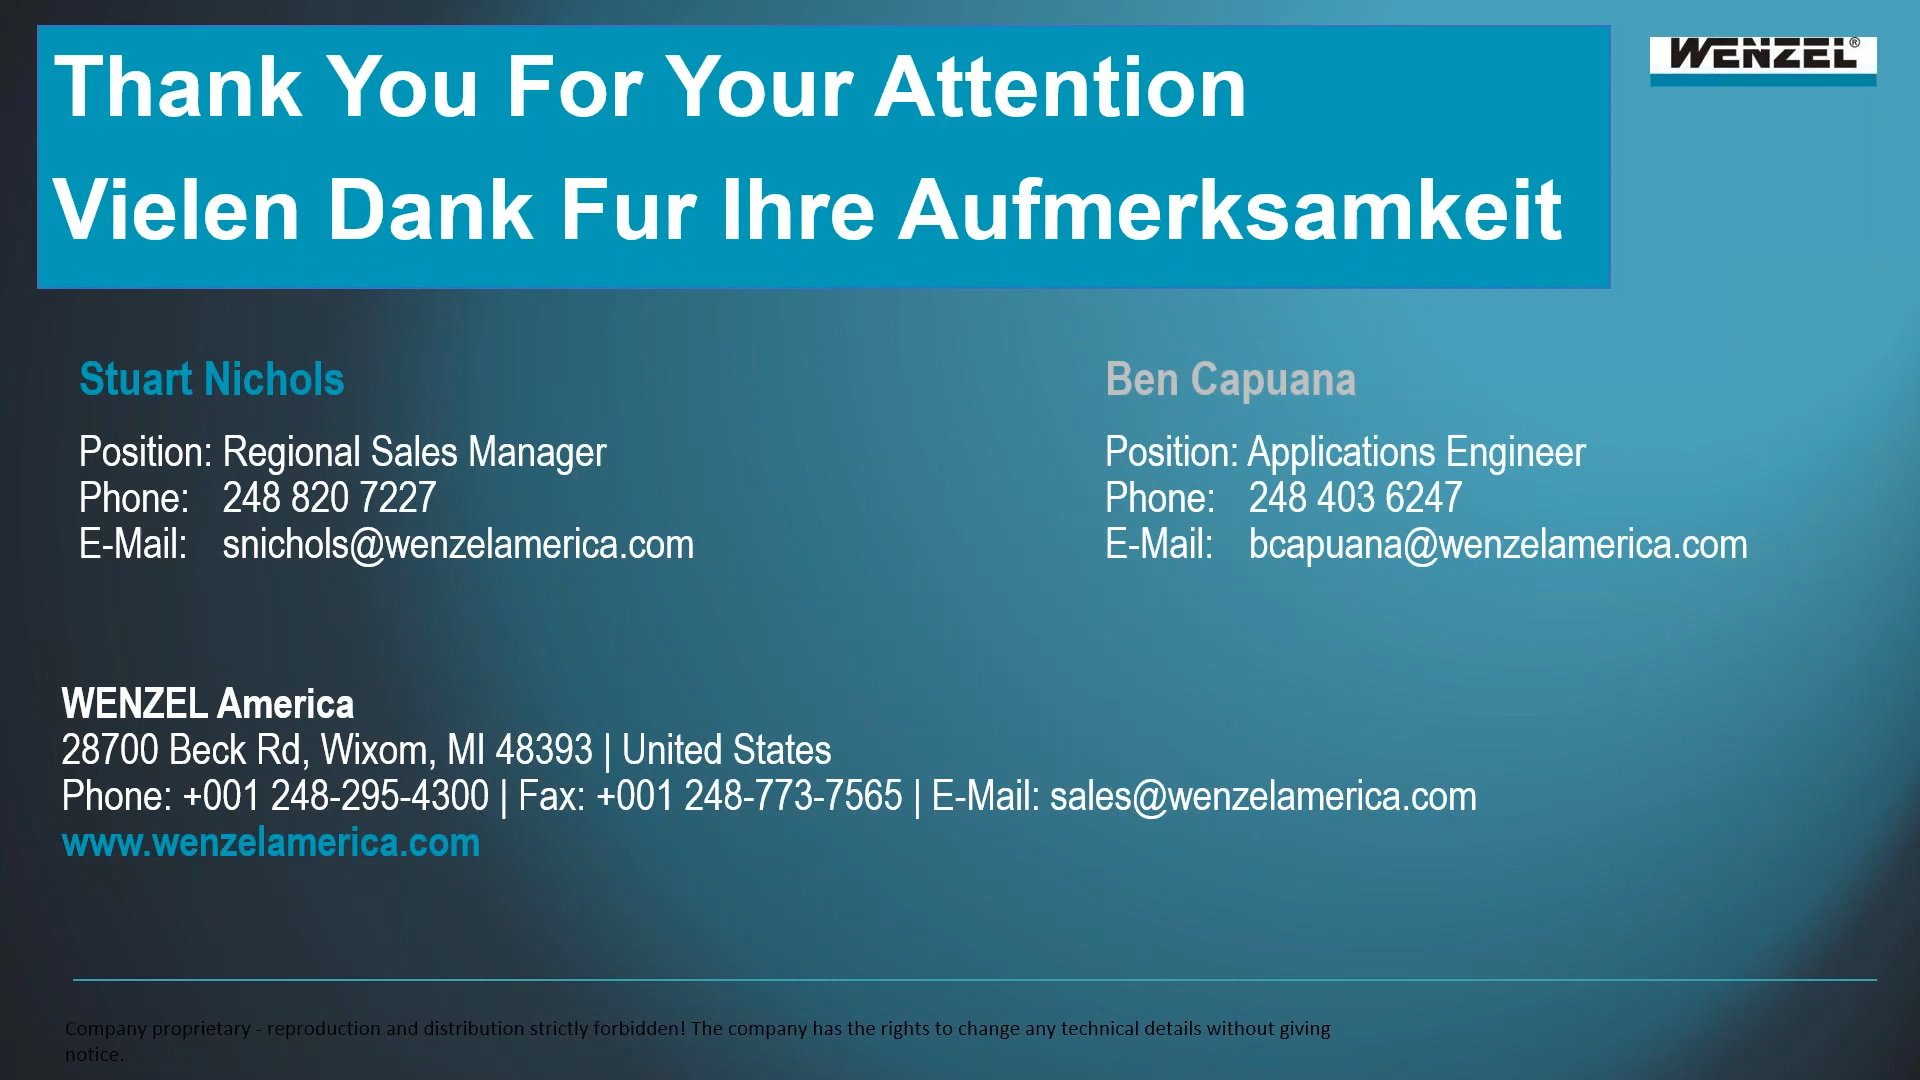 Thank You For Your Attention
Vielen Dank Fur Ihre Aufmerksamkeit
WENZEL®
Stuart Nichols
Position: Regional Sales Manager
Phone: 248 820 7227
E-Mail: snichols@wenzelamerica.com
Ben Capuana
Position: Applications Engineer
Phone: 248 403 6247
E-Mail: bcapuana@wenzelamerica.com
WENZEL America
28700 Beck Rd, Wixom, MI 48393 | United States
Phone: +001 248-295-4300 | Fax: +001 248-773-7565 | E-Mail: sales@wenzelamerica.com
www.wenzelamerica.com
Company proprietary - reproduction and distribution strictly forbidden! The company has the rights to change any technical details without giving
notice.